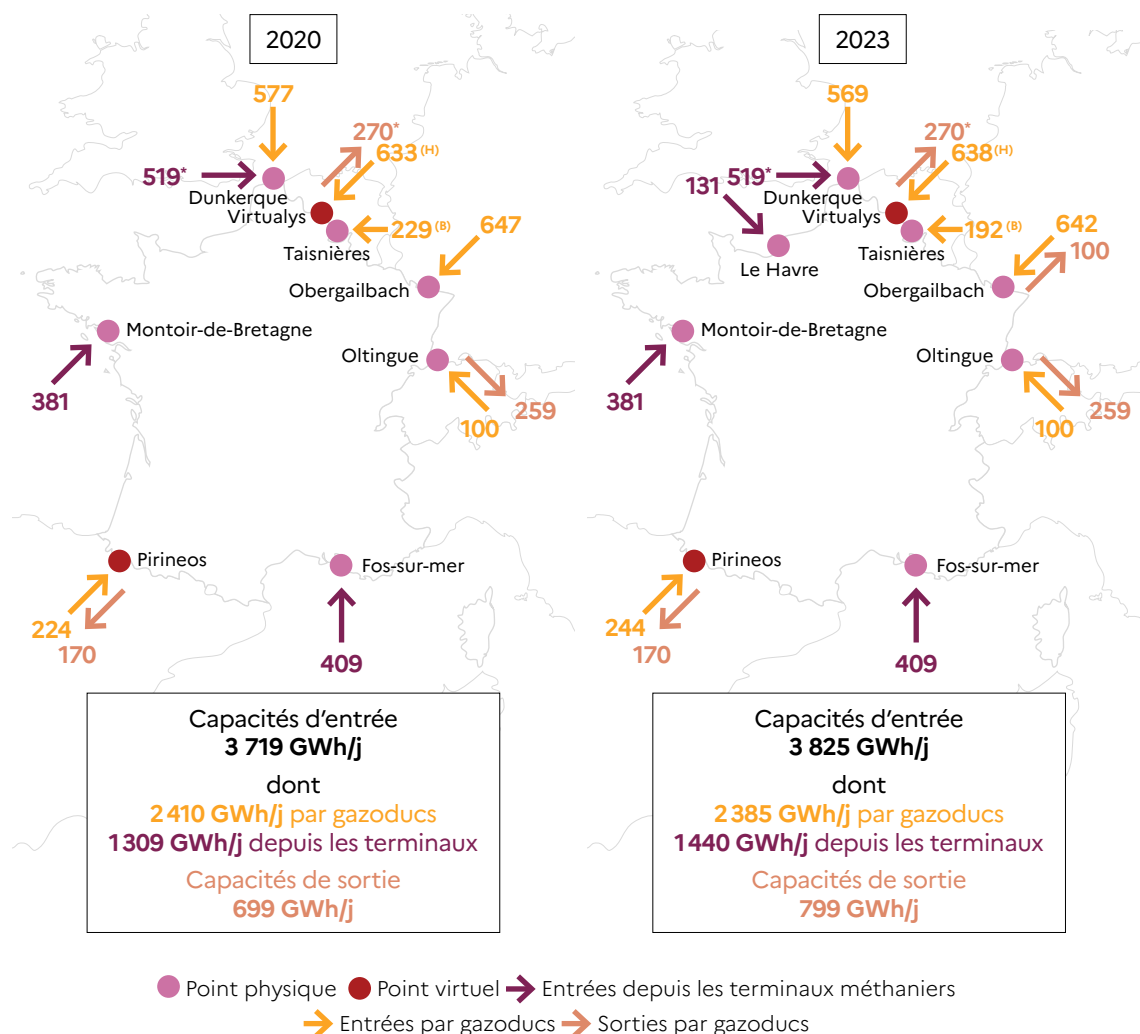 2020
577
270*
633 (H)
519*
Dunkerque
Virtualys
229 (B)
647
Taisnières
Obergailbach
Montoir-de-Bretagne
Oltingue
381
259
100
Pirineos
Fos-sur-mer
224
170
409
Capacités d'entrée
3 719 GWh/j
dont
2 410 GWh/j par gazoducs
1 309 GWh/j depuis les terminaux
Capacités de sortie
699 GWh/j
2023
569
270*
638 (H)
131
519*
Dunkerque
Virtualys
192 (B)
642
Taisnières
100
Le Havre
Obergailbach
Montoir-de-Bretagne
Oltingue
381
259
100
Pirineos
Fos-sur-mer
244
170
409
Capacités d'entrée
3 825 GWh/j
dont
2 385 GWh/j par gazoducs
1 440 GWh/j depuis les terminaux
Capacités de sortie
799 GWh/j
Point physique Point virtuel Entrées depuis les terminaux méthaniers
Entrées par gazoducs Sorties par gazoducs